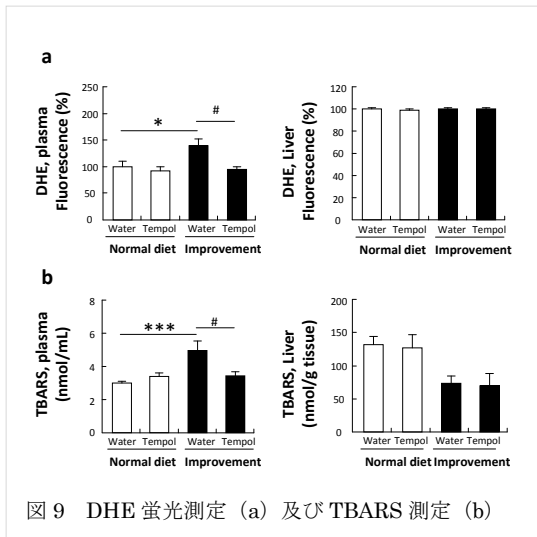 a
DHE, plasma
Fluorescence (%)
250
200
150
100
50
0
*
#
Water Tempol Water Tempol
Normal diet Improvement
DHE, Liver
Fluorescence (%)
120
100
80
60
40
20
0
Water Tempol Water Tempol
Normal diet Improvement
b
TBARS, plasma
(nmol/mL)
8
6
4
2
0
***
#
Water Tempol Water Tempol
Normal diet Improvement
TBARS, Liver
(nmol/g tissue)
200
150
100
50
0
Water Tempol Water Tempol
Normal diet Improvement
図 9 DHE 蛍光測定（a）及び TBARS 測定（b）